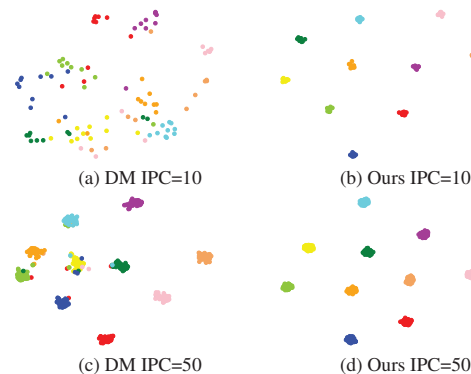 (a) DM IPC=10
(b) Ours IPC=10
(c) DM IPC=50
(d) Ours IPC=50